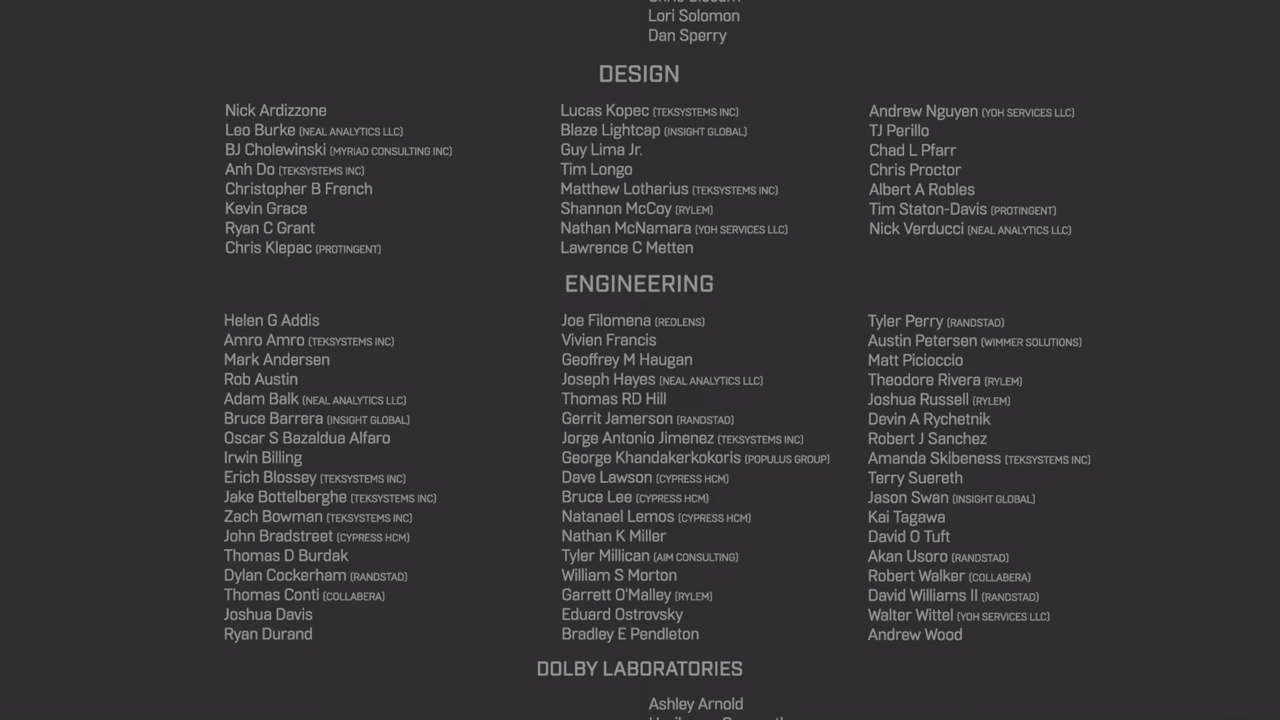 Lori Solomon
Dan Sperry
DESIGN
Nick Ardizzone
Leo Burke (NEAL ANALYTICS LLC)
BJ Cholewinski (MYRIAD CONSULTING INC)
Anh Do (TEKSYSTEMS INC)
Christopher B French
Kevin Grace
Ryan C Grant
Chris Klepac (PROTINGENT)
Lucas Kopec (TEKSYSTEMS INC)
Blaze Lightcap (INSIGHT GLOBAL)
Guy Lima Jr.
Tim Longo
Matthew Lotharius (TEKSYSTEMS INC)
Shannon McCoy (RYLEM)
Nathan McNamara (YOH SERVICES LLC)
Lawrence C Metten
Andrew Nguyen (YOH SERVICES LLC)
TJ Perillo
Chad L Pfarr
Chris Proctor
Albert A Robles
Tim Staton-Davis (PROTINGENT)
Nick Verducci (NEAL ANALYTICS LLC)
ENGINEERING
Helen G Addis
Amro Amro (TEKSYSTEMS INC)
Mark Andersen
Rob Austin
Adam Balk (NEAL ANALYTICS LLC)
Bruce Barrera (INSIGHT GLOBAL)
Oscar S Bazaldua Alfaro
Irwin Billing
Erich Blossey (TEKSYSTEMS INC)
Jake Bottelberghe (TEKSYSTEMS INC)
Zach Bowman (TEKSYSTEMS INC)
John Bradstreet (CYPRESS HCM)
Thomas D Burdak
Dylan Cockerham (RANDSTAD)
Thomas Conti (COLLABERA)
Joshua Davis
Ryan Durand
Joe Filomena (REDLENS)
Vivien Francis
Geoffrey M Haugan
Joseph Hayes (NEAL ANALYTICS LLC)
Thomas RD Hill
Gerrit Jamerson (RANDSTAD)
Jorge Antonio Jimenez (TEKSYSTEMS INC)
George Khandakerkokoris (POPULUS GROUP)
Dave Lawson (CYPRESS HCM)
Bruce Lee (CYPRESS HCM)
Natanael Lemos (CYPRESS HCM)
Nathan K Miller
Tyler Millican (AIM CONSULTING)
William S Morton
Garrett O'Malley (RYLEM)
Eduard Ostrovsky
Bradley E Pendleton
Tyler Perry (RANDSTAD)
Austin Petersen (WIMMER SOLUTIONS)
Matt Picioccio
Theodore Rivera (RYLEM)
Joshua Russell (RYLEM)
Devin A Rychetnik
Robert J Sanchez
Amanda Skibeness (TEKSYSTEMS INC)
Terry Suereth
Jason Swan (INSIGHT GLOBAL)
Kai Tagawa
David O Tuft
Akan Usoro (RANDSTAD)
Robert Walker (COLLABERA)
David Williams II (RANDSTAD)
Walter Wittel (YOH SERVICES LLC)
Andrew Wood
DOLBY LABORATORIES
Ashley Arnold